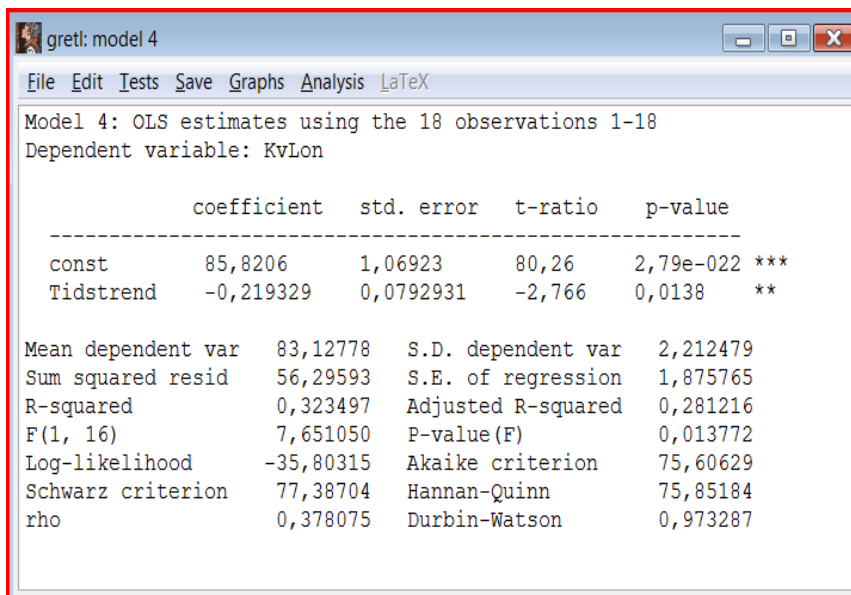 gretl: model 4
File Edit Tests Save Graphs Analysis LaTeX
Model 4: OLS estimates using the 18 observations 1-18
Dependent variable: KvLon
coefficient std. error t-ratio p-value
------------------------------------------------------------
const 85,8206 1,06923 80,26 2,79e-022 ***
Tidstrend -0,219329 0,0792931 -2,766 0,0138 **
Mean dependent var 83,12778 S.D. dependent var 2,212479
Sum squared resid 56,29593 S.E. of regression 1,875765
R-squared 0,323497 Adjusted R-squared 0,281216
F(1, 16) 7,651050 P-value(F) 0,013772
Log-likelihood -35,80315 Akaike criterion 75,60629
Schwarz criterion 77,38704 Hannan-Quinn 75,85184
rho 0,378075 Durbin-Watson 0,973287